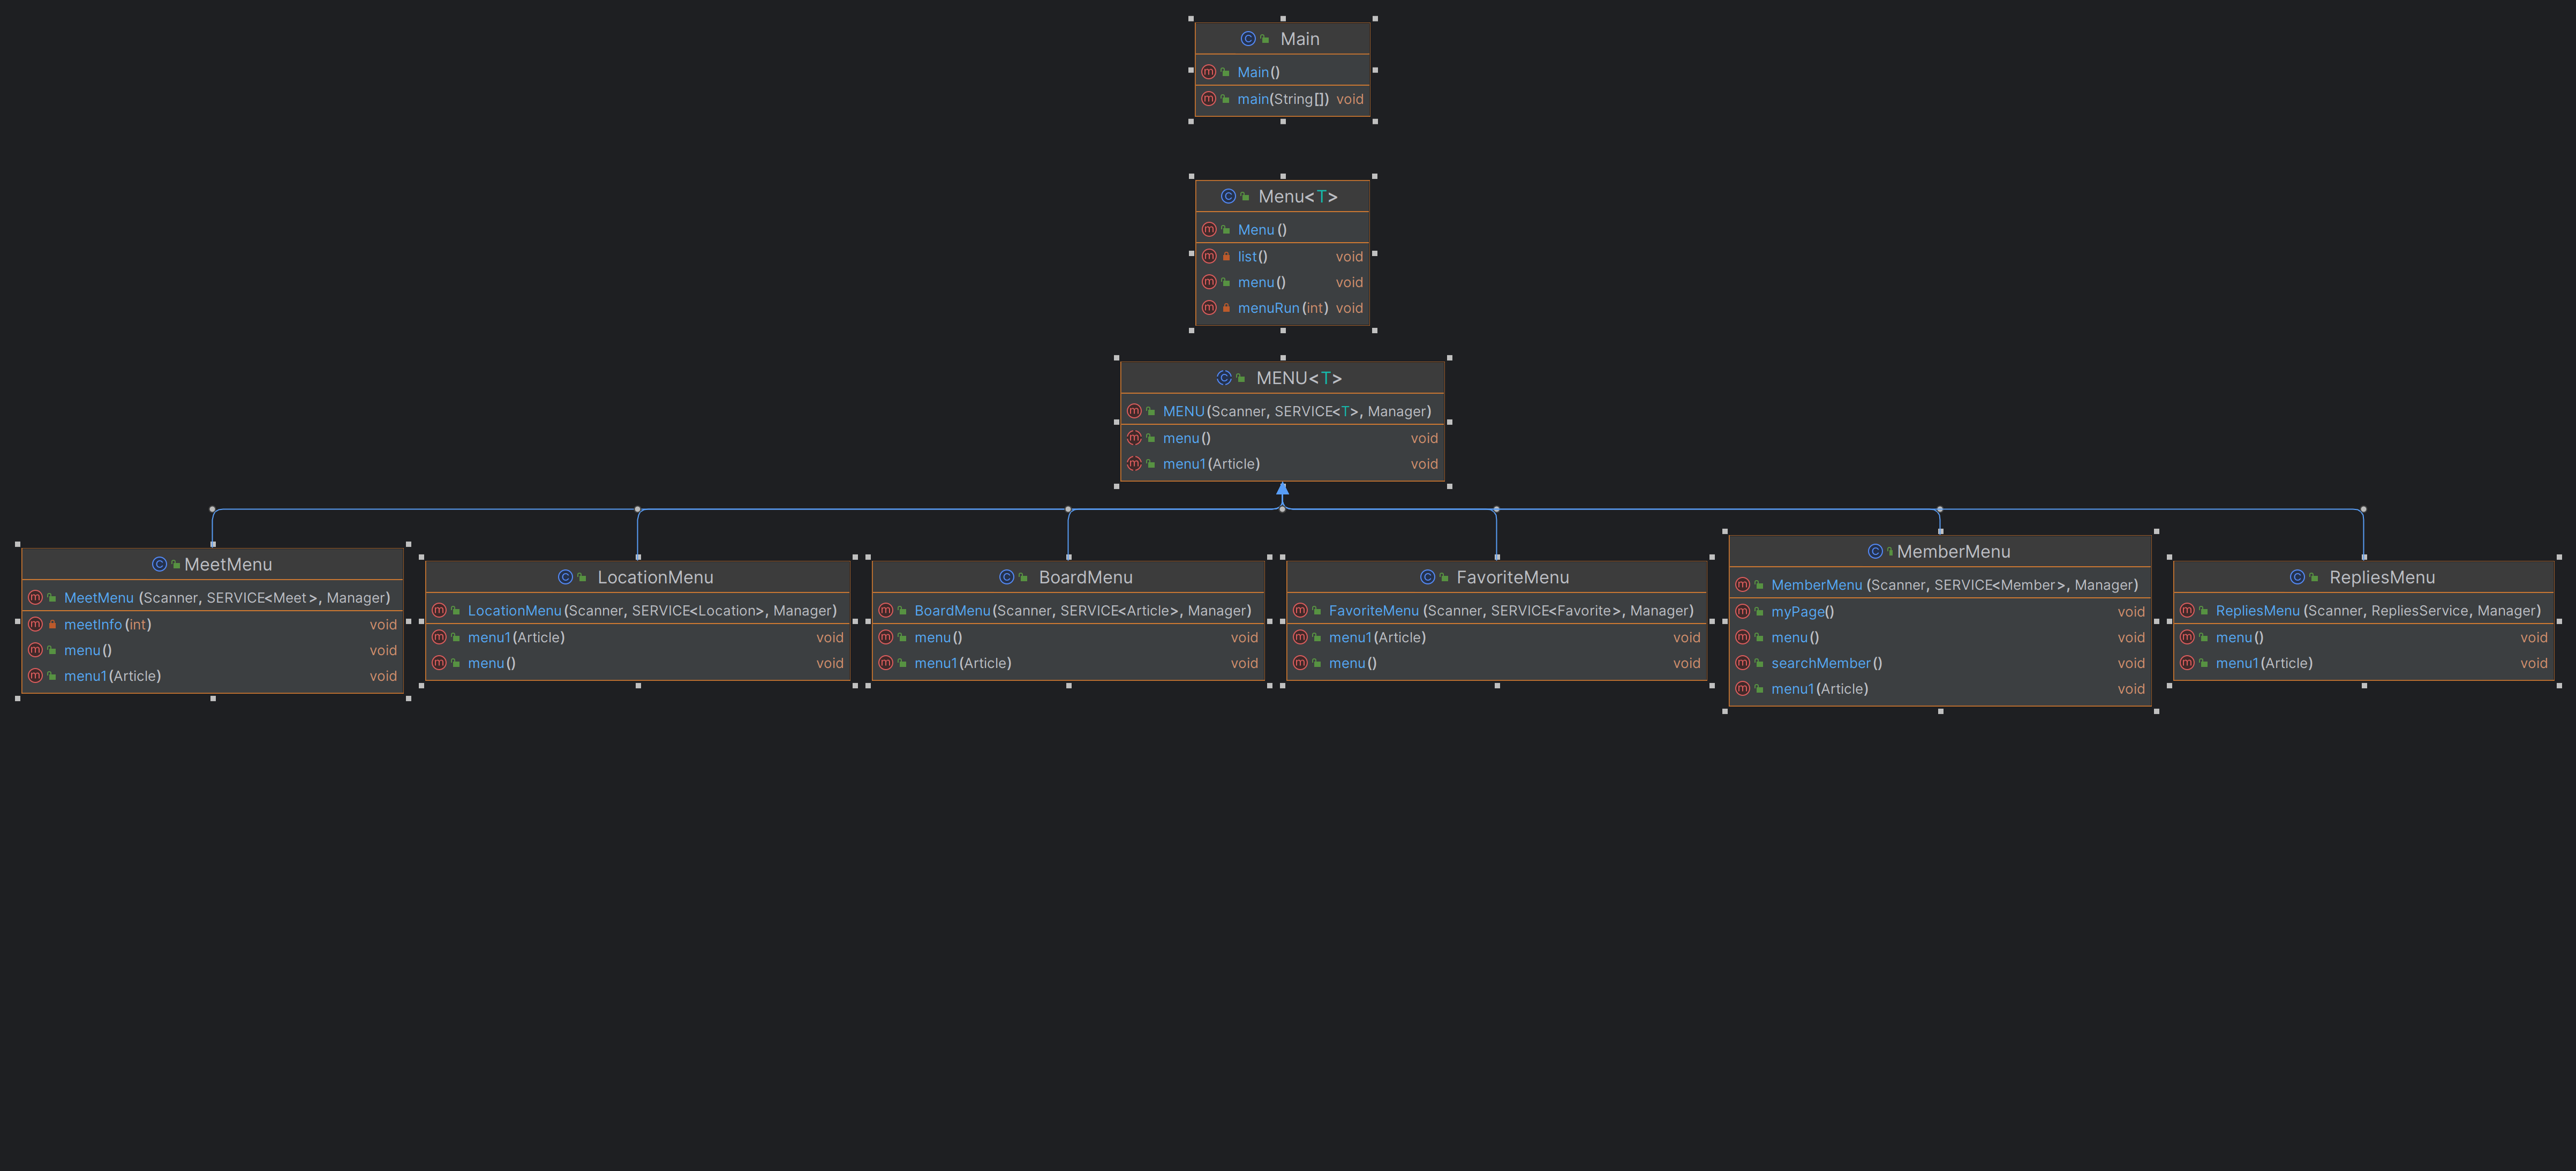 Main
Main()
main(String[]) void
Menu<T>
Menu()
list() void
menu() void
menuRun(int) void
MENU<T>
MENU(Scanner, SERVICE<T>, Manager)
menu() void
menu1(Article) void
MeetMenu
MeetMenu(Scanner, SERVICE<Meet>, Manager)
meetInfo(int) void
menu() void
menu1(Article) void
LocationMenu
LocationMenu(Scanner, SERVICE<Location>, Manager)
menu1(Article) void
menu() void
BoardMenu
BoardMenu(Scanner, SERVICE<Article>, Manager)
menu() void
menu1(Article) void
FavoriteMenu
FavoriteMenu(Scanner, SERVICE<Favorite>, Manager)
menu1(Article) void
menu() void
MemberMenu
MemberMenu(Scanner, SERVICE<Member>, Manager)
myPage() void
menu() void
searchMember() void
menu1(Article) void
RepliesMenu
RepliesMenu(Scanner, RepliesService, Manager)
menu() void
menu1(Article) void